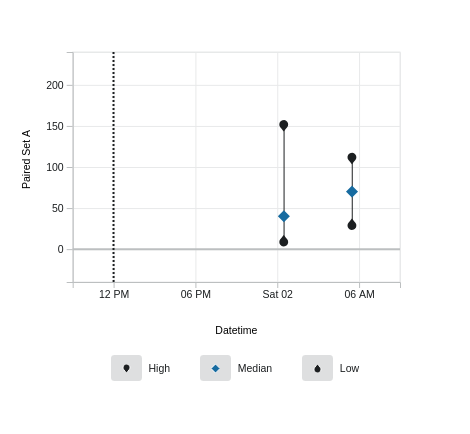 Paired Set A
200
150
100
50
0
12 PM
06 PM
Sat 02
06 AM
Datetime
High
Median
Low